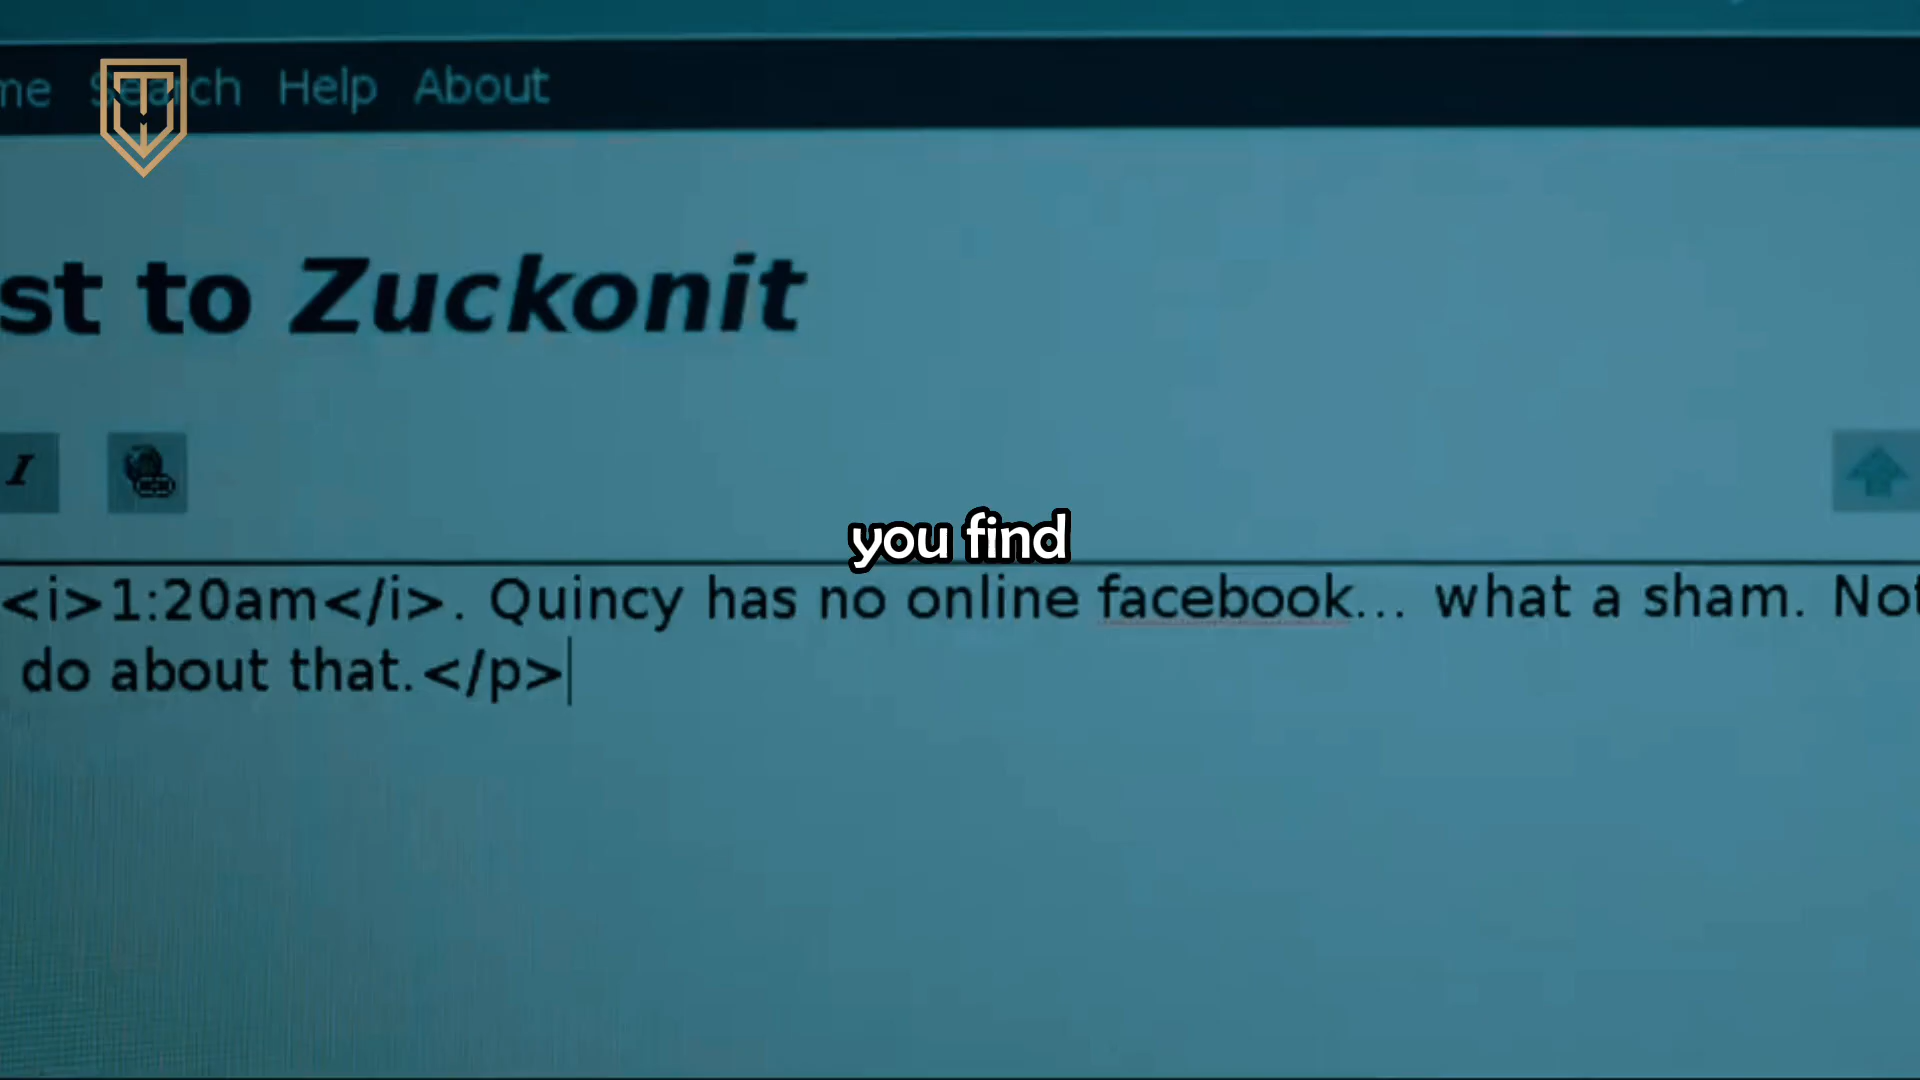 me Search Help About
st to Zuckonit
I
you find
<i>1:20am</i>. Quincy has no online facebook... what a sham. Not
do about that.</p>